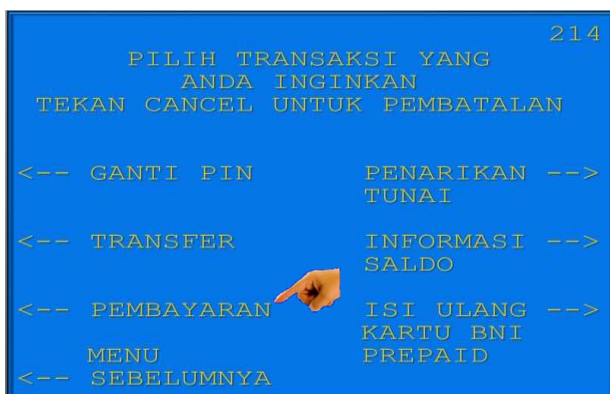 214
PILIH TRANSAKSI YANG
ANDA INGINKAN
TEKAN CANCEL UNTUK PEMBATALAN
<-- GANTI PIN
PENARIKAN -->
TUNAI
<-- TRANSFER
INFORMASI -->
SALDO
<-- PEMBAYARAN
ISI ULANG -->
KARTU BNI
PREPAID
MENU
<-- SEBELUMNYA